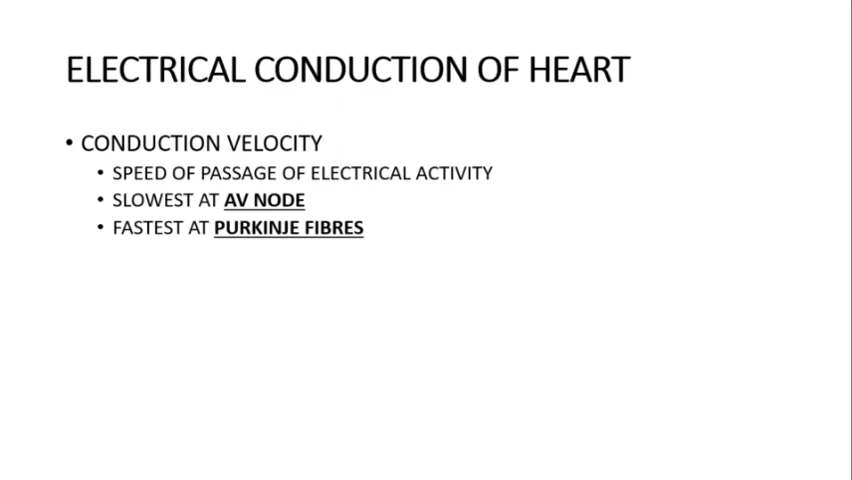 ELECTRICAL CONDUCTION OF HEART
• CONDUCTION VELOCITY
• SPEED OF PASSAGE OF ELECTRICAL ACTIVITY
• SLOWEST AT AV NODE
• FASTEST AT PURKINJE FIBRES